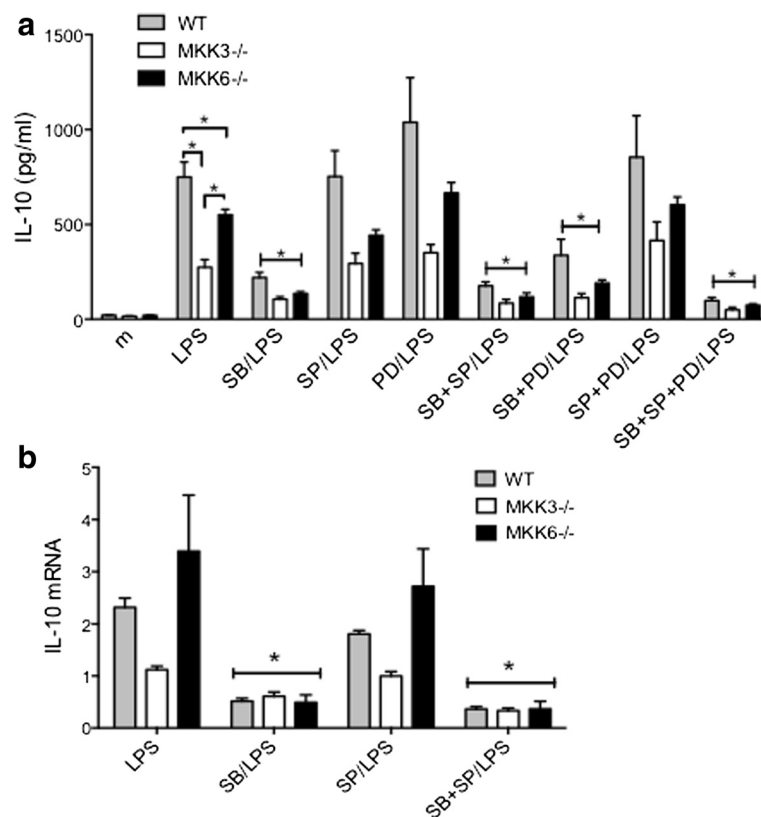 a
WT
MKK3-/-
MKK6-/-
IL-10 (pg/ml)
1500
1000
500
0
*
*
*
*
*
*
*
m
LPS
SB/LPS
SP/LPS
PD/LPS
SB+SP/LPS
SB+PD/LPS
SP+PD/LPS
SB+SP+PD/LPS
b
WT
MKK3-/-
MKK6-/-
IL-10 mRNA
5
4
3
2
1
0
*
*
LPS
SB/LPS
SP/LPS
SB+SP/LPS